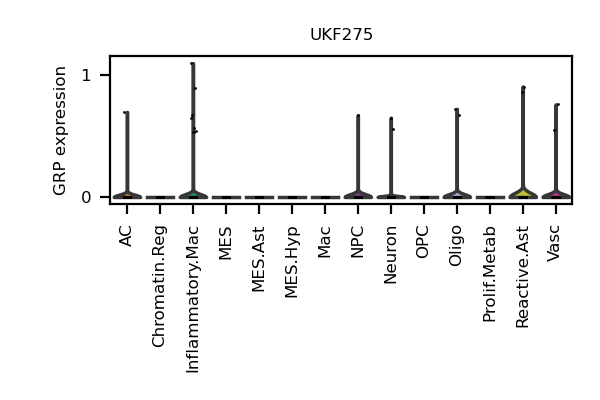 UKF275
GRP expression
1
0
AC
Chromatin.Reg
Inflammatory.Mac
MES
MES.Ast
MES.Hyp
Mac
NPC
Neuron
OPC
Oligo
Prolif.Metab
Reactive.Ast
Vasc